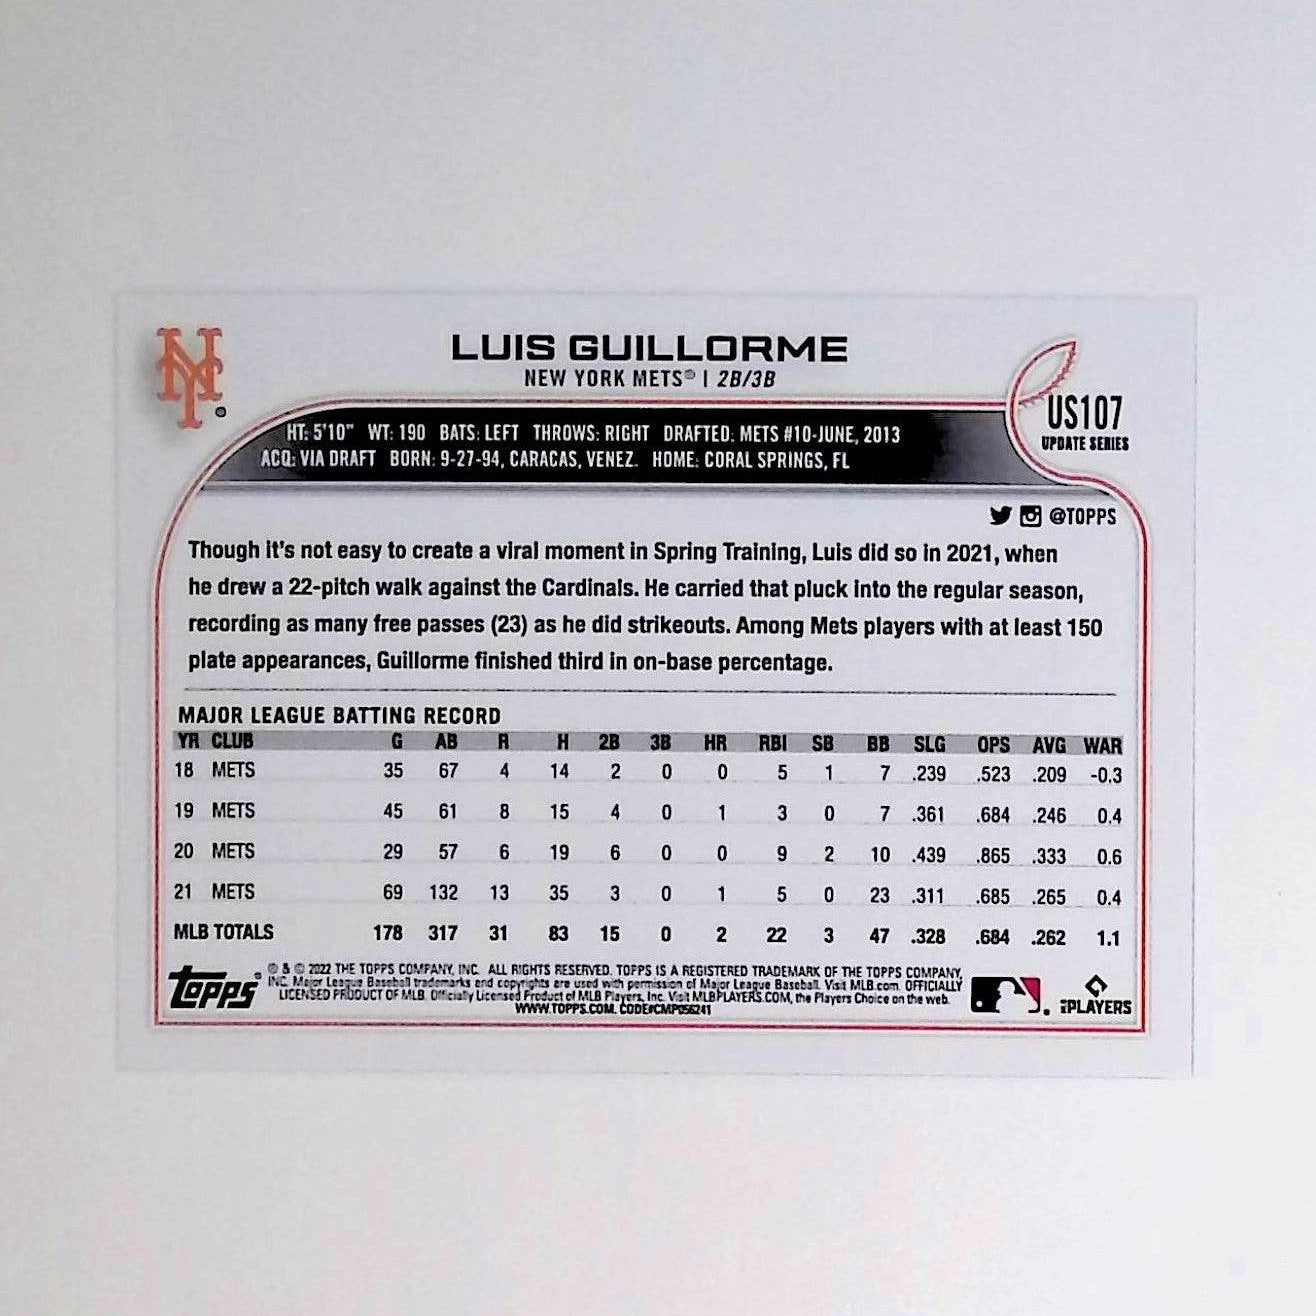 LUIS GUILLORME
NEW YORK METS® | 2B/3B
US107
UPDATE SERIES
HT: 5'10" WT: 190 BATS: LEFT THROWS: RIGHT DRAFTED: METS #10-JUNE, 2013
ACQ: VIA DRAFT BORN: 9-27-94, CARACAS, VENEZ. HOME: CORAL SPRINGS, FL
@TOPPS
Though it's not easy to create a viral moment in Spring Training, Luis did so in 2021, when
he drew a 22-pitch walk against the Cardinals. He carried that pluck into the regular season,
recording as many free passes (23) as he did strikeouts. Among Mets players with at least 150
plate appearances, Guillorme finished third in on-base percentage.
MAJOR LEAGUE BATTING RECORD
YR CLUB G AB R H 2B 3B HR RBI SB BB SLG OPS AVG WAR
18 METS 35 67 4 14 2 0 0 5 1 7 .239 .523 .209 -0.3
19 METS 45 61 8 15 4 0 1 3 0 7 .361 .684 .246 0.4
20 METS 29 57 6 19 6 0 0 9 2 10 .439 .865 .333 0.6
21 METS 69 132 13 35 3 0 1 5 0 23 .311 .685 .265 0.4
MLB TOTALS 178 317 31 83 15 0 2 22 3 47 .328 .684 .262 1.1
Topps
® & © 2022 THE TOPPS COMPANY, INC. ALL RIGHTS RESERVED. TOPPS IS A REGISTERED TRADEMARK OF THE TOPPS COMPANY,
INC. Major League Baseball trademarks and copyrights are used with permission of Major League Baseball. Visit MLB.com. OFFICIALLY
LICENSED PRODUCT OF MLB. Officially Licensed Product of MLB Players, Inc. Visit MLBPLAYERS.COM, the Players Choice on the web.
WWW.TOPPS.COM. CODE#CMP056241
PLAYERS